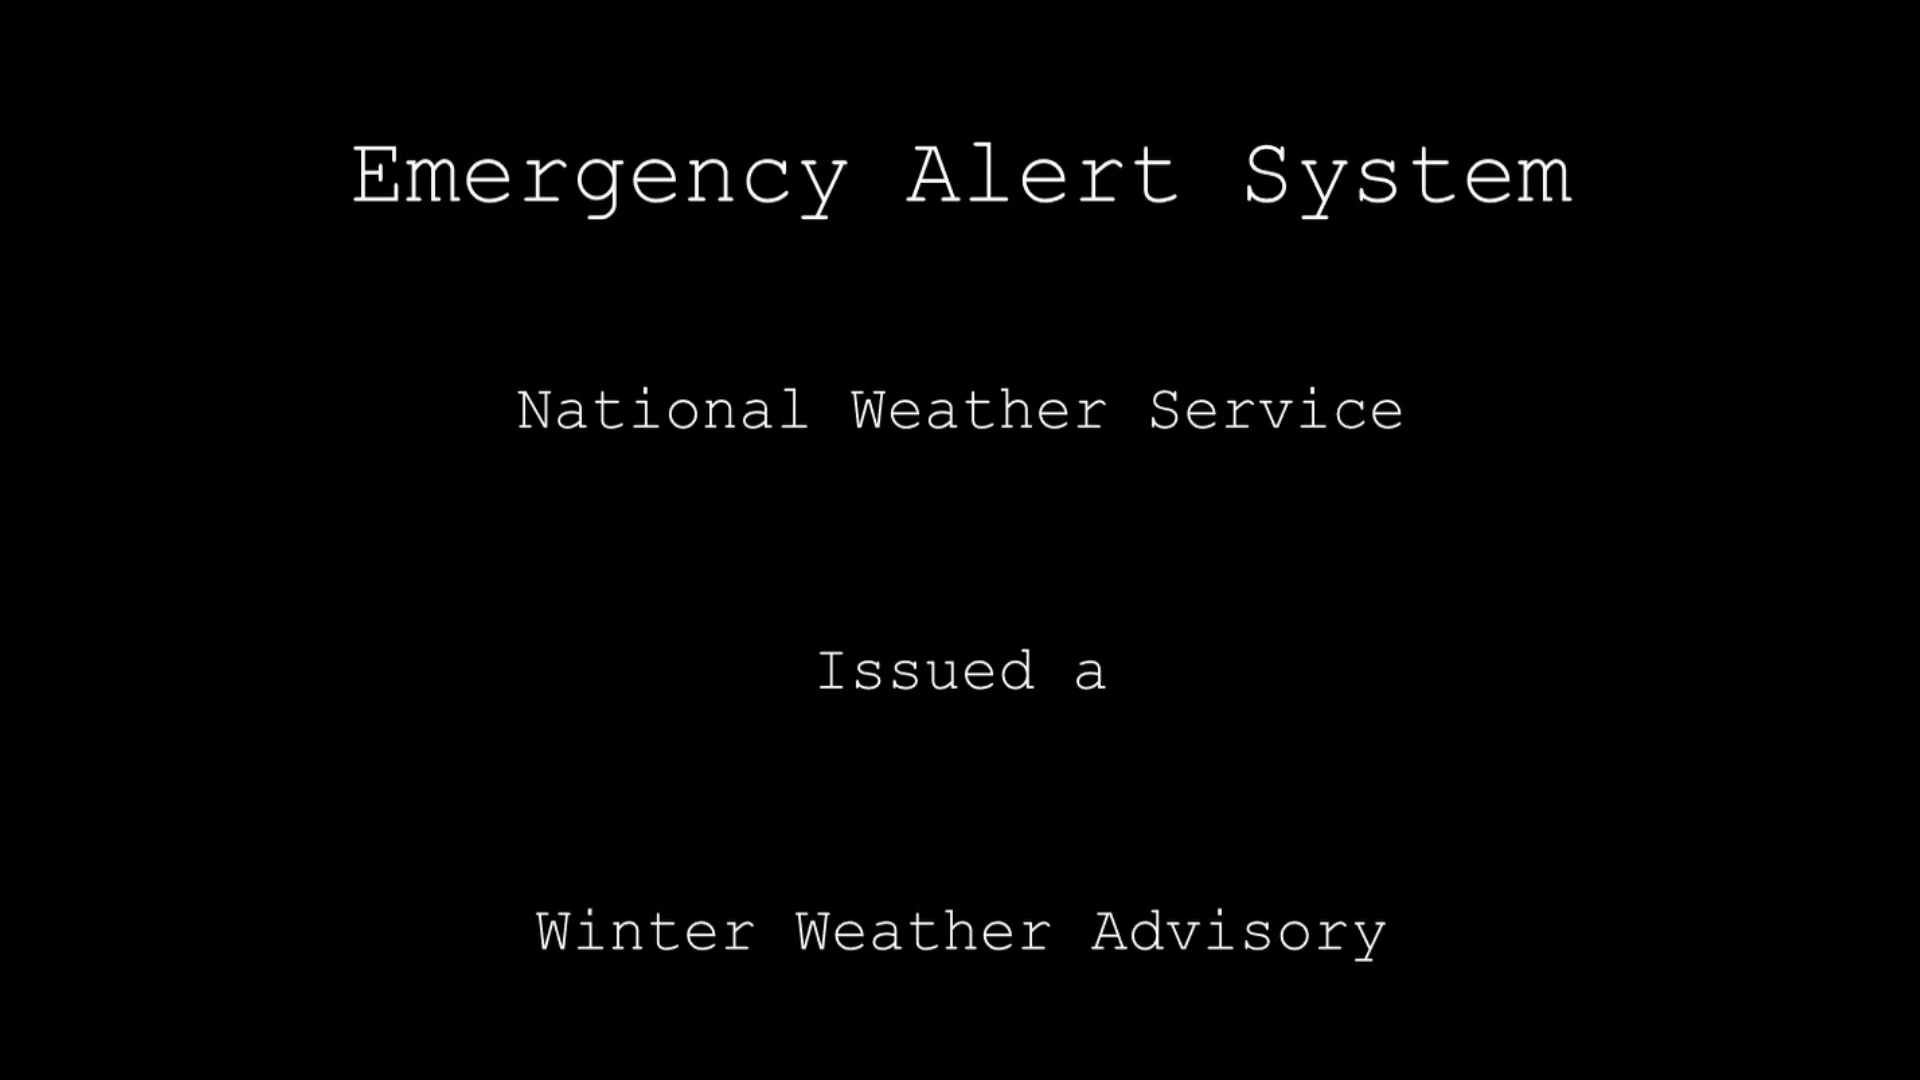 Emergency Alert System
National Weather Service
Issued a
Winter Weather Advisory